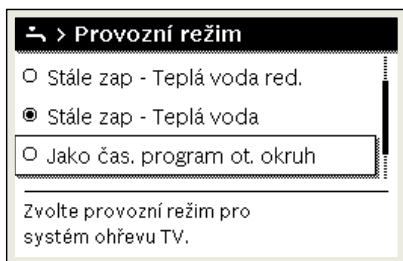 > Provozní režim
Stále zap - Teplá voda red.
Stále zap - Teplá voda
Jako čas. program ot. okruh
Zvolte provozní režim pro
systém ohřevu TV.